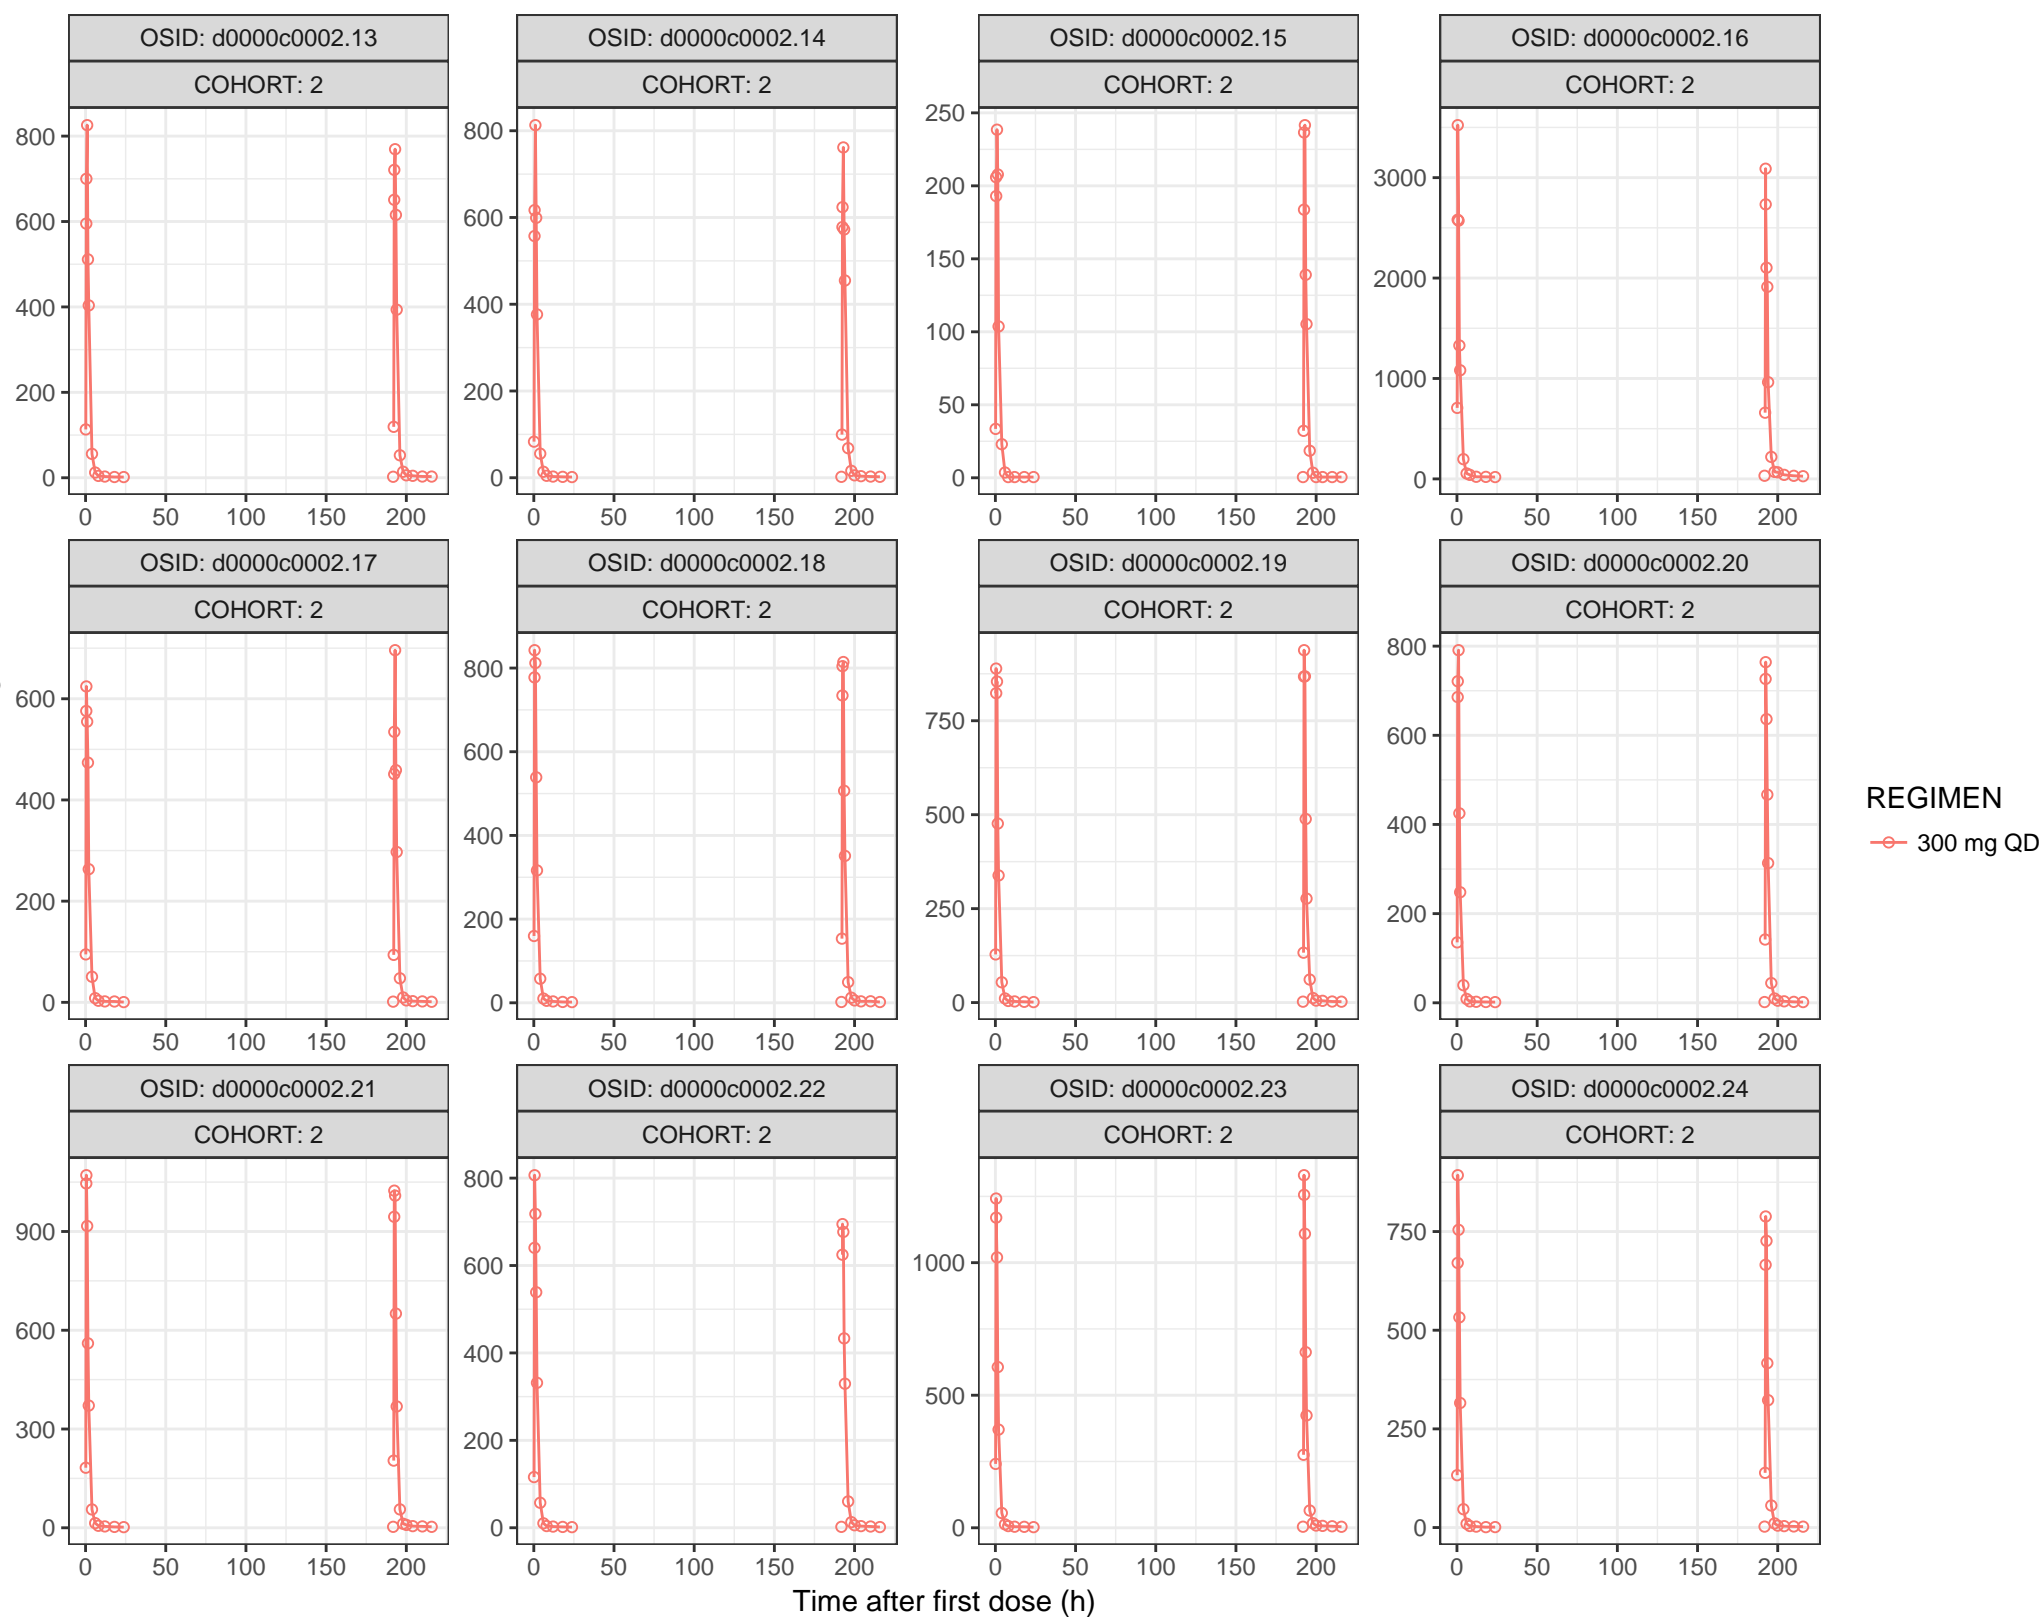 OSID: d0000c0002.13 OSID: d0000c0002.14 OSID: d0000c0002.15 OSID: d0000c0002.16
COHORT: 2 COHORT: 2 COHORT: 2 COHORT: 2
800 600 400 200 0
800 600 400 200 0
250 200 150 100 50 0
3000 2000 1000 0
0 50 100 150 200 0 50 100 150 200 0 50 100 150 200 0 50 100 150 200
OSID: d0000c0002.17 OSID: d0000c0002.18 OSID: d0000c0002.19 OSID: d0000c0002.20
COHORT: 2 COHORT: 2 COHORT: 2 COHORT: 2
600 400 200 0
800 600 400 200 0
750 500 250 0
800 600 400 200 0
0 50 100 150 200 0 50 100 150 200 0 50 100 150 200 0 50 100 150 200
OSID: d0000c0002.21 OSID: d0000c0002.22 OSID: d0000c0002.23 OSID: d0000c0002.24
COHORT: 2 COHORT: 2 COHORT: 2 COHORT: 2
900 600 300 0
800 600 400 200 0
1000 500 0
750 500 250 0
0 50 100 150 200 0 50 100 150 200 0 50 100 150 200 0 50 100 150 200
Time after first dose (h)
REGIMEN
300 mg QD